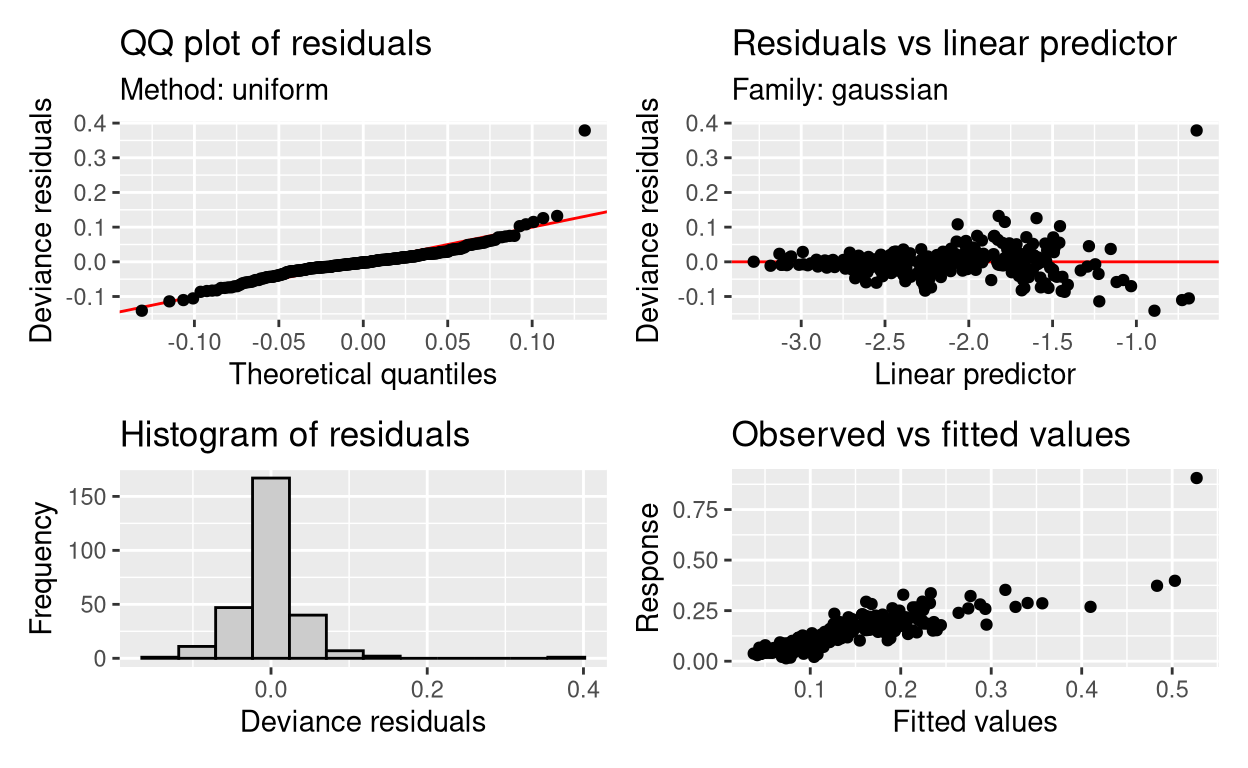 QQ plot of residuals
Method: uniform
Deviance residuals
0.4
0.3
0.2
0.1
0.0
-0.1
-0.10 -0.05 0.00 0.05 0.10
Theoretical quantiles
Residuals vs linear predictor
Family: gaussian
Deviance residuals
0.4
0.3
0.2
0.1
0.0
-0.1
-3.0 -2.5 -2.0 -1.5 -1.0
Linear predictor
Histogram of residuals
Frequency
150
100
50
0
0.0 0.2 0.4
Deviance residuals
Observed vs fitted values
Response
0.75
0.50
0.25
0.00
0.1 0.2 0.3 0.4 0.5
Fitted values